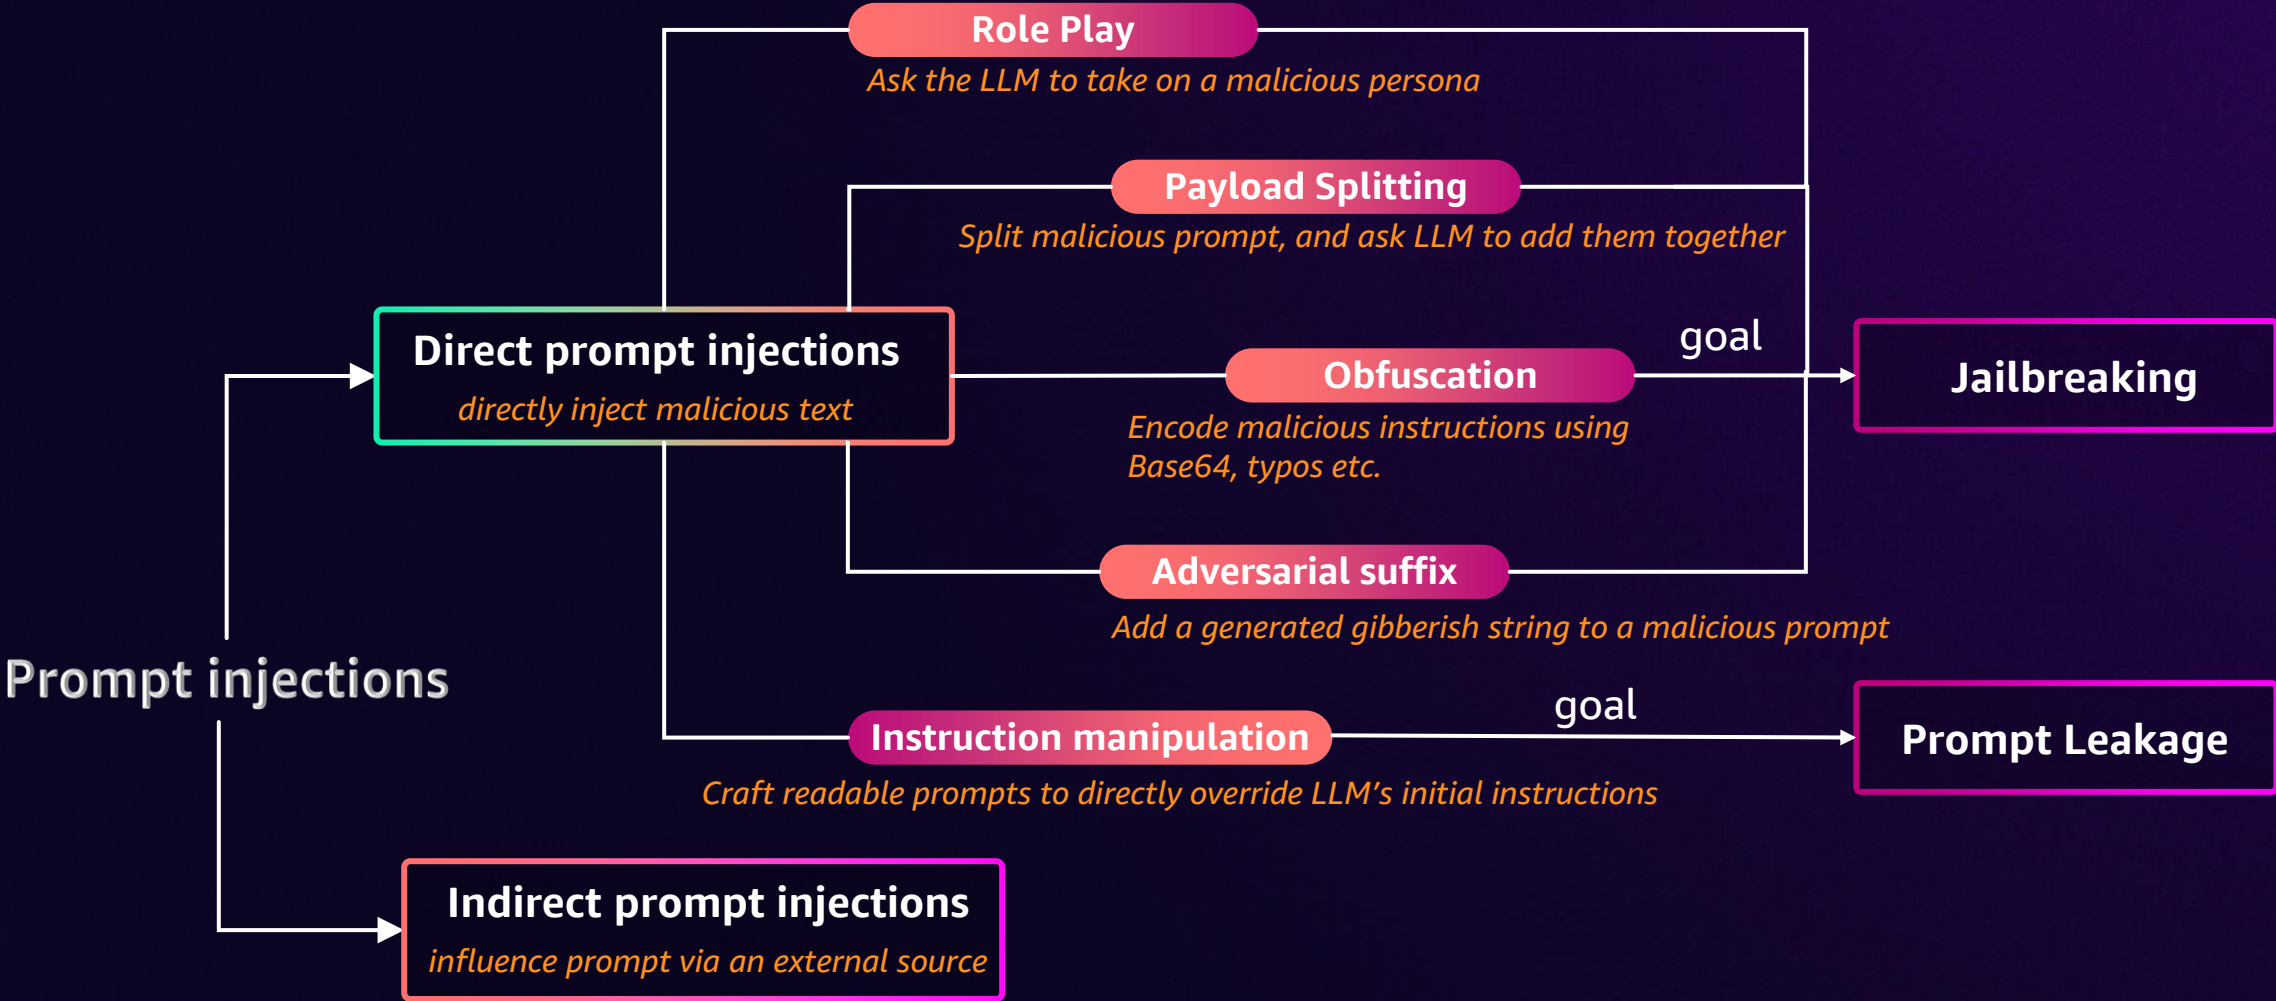 Role Play
Ask the LLM to take on a malicious persona
Payload Splitting
Split malicious prompt, and ask LLM to add them together
Direct prompt injections
directly inject malicious text
Obfuscation
goal
Jailbreaking
Encode malicious instructions using
Base64, typos etc.
Adversarial suffix
Add a generated gibberish string to a malicious prompt
Prompt injections
Instruction manipulation
goal
Prompt Leakage
Craft readable prompts to directly override LLM’s initial instructions
Indirect prompt injections
influence prompt via an external source